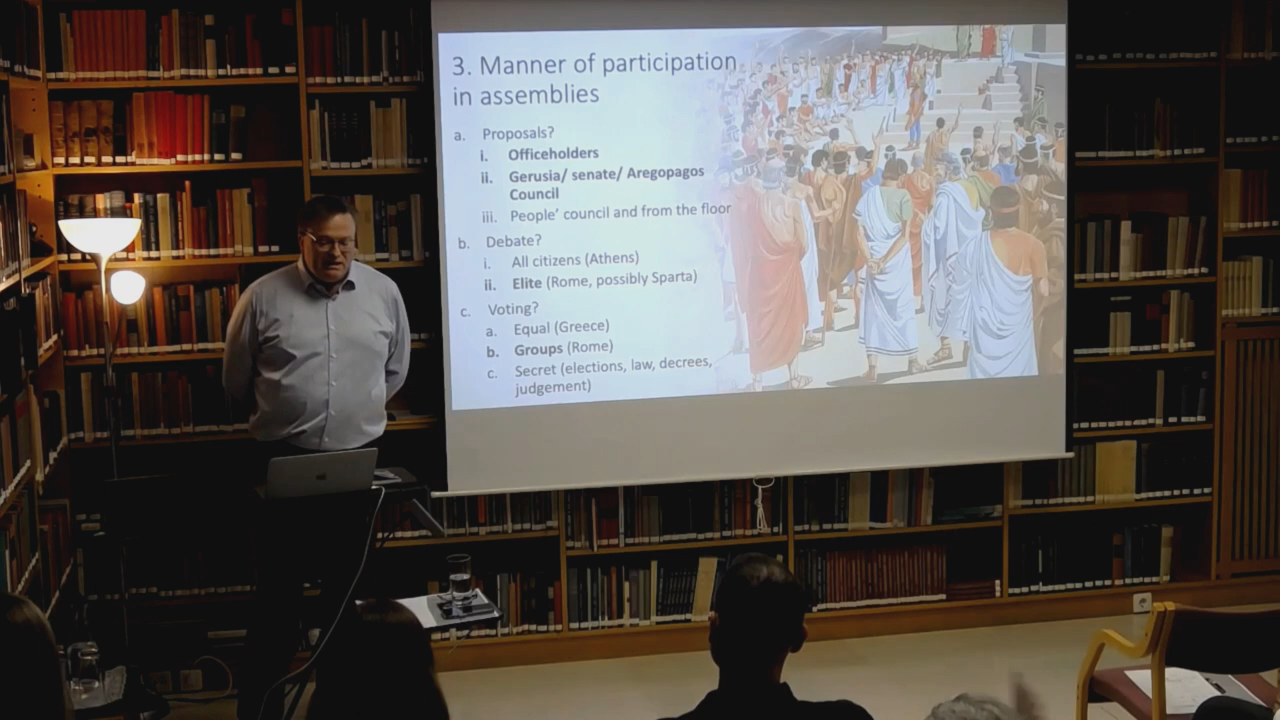 3. Manner of participation
in assemblies
a. Proposals?
i. Officeholders
ii. Gerusia/ senate/ Aregopagos
Council
iii. People' council and from the floor
b. Debate?
i. All citizens (Athens)
ii. Elite (Rome, possibly Sparta)
c. Voting?
a. Equal (Greece)
b. Groups (Rome)
c. Secret (elections, law, decrees,
judgement)